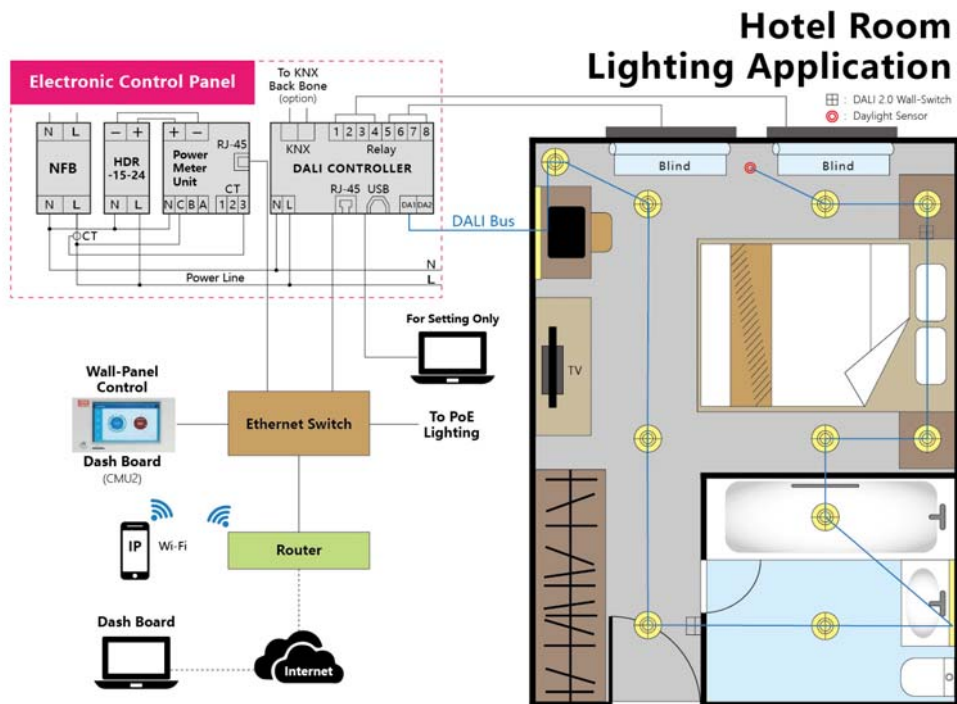 Hotel Room
Lighting Application
: DALI 2.0 Wall-Switch
: Daylight Sensor
Electronic Control Panel
To KNX
Back Bone
(option)
N L
NFB
N L
− +
HDR
-15-24
N L
+ −
Power
Meter
Unit
RJ-45
CT
N C B A 1 2 3
KNX
1 2 3 4 5 6 7 8
Relay
DALI CONTROLLER
RJ-45 USB
N L
DA1 DA2
CT
Power Line
N
L
DALI Bus
Blind
Blind
TV
For Setting Only
Wall-Panel
Control
Dash Board
(CMU2)
Ethernet Switch
To PoE
Lighting
IP
Wi-Fi
Router
Dash Board
Internet